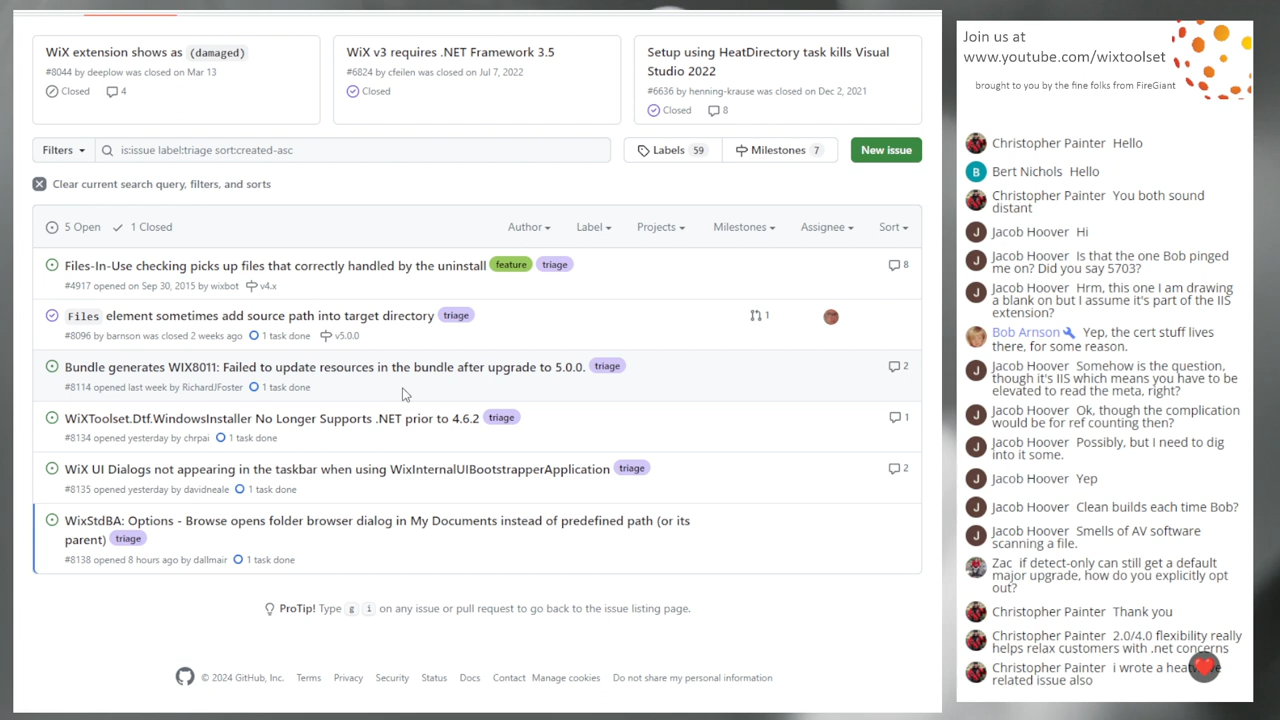 WiX extension shows as (damaged)
#8044 by deeplow was closed on Mar 13
Closed 4
WiX v3 requires .NET Framework 3.5
#6824 by cfeilen was closed on Jul 7, 2022
Closed
Setup using HeatDirectory task kills Visual
Studio 2022
#6636 by henning-krause was closed on Dec 2, 2021
Closed 8
Filters is:issue label:triage sort:created-asc Labels 59 Milestones 7 New issue
Clear current search query, filters, and sorts
5 Open 1 Closed Author Label Projects Milestones Assignee Sort
Files-In-Use checking picks up files that correctly handled by the uninstall feature triage 8
#4917 opened on Sep 30, 2015 by wixbot v4.x
Files element sometimes add source path into target directory triage 1
#8096 by barnson was closed 2 weeks ago 1 task done v5.0.0
Bundle generates WIX8011: Failed to update resources in the bundle after upgrade to 5.0.0. triage 2
#8114 opened last week by RichardJFoster 1 task done
WiXToolset.Dtf.WindowsInstaller No Longer Supports .NET prior to 4.6.2 triage 1
#8134 opened yesterday by chrpai 1 task done
WiX UI Dialogs not appearing in the taskbar when using WixInternalUIBootstrapperApplication triage 2
#8135 opened yesterday by davidneale 1 task done
WixStdBA: Options - Browse opens folder browser dialog in My Documents instead of predefined path (or its
parent) triage
#8138 opened 8 hours ago by dallmair 1 task done
ProTip! Type g i on any issue or pull request to go back to the issue listing page.
© 2024 GitHub, Inc. Terms Privacy Security Status Docs Contact Manage cookies Do not share my personal information
Join us at
www.youtube.com/wixtoolset
brought to you by the fine folks from FireGiant
Christopher Painter Hello
B Bert Nichols Hello
Christopher Painter You both sound
distant
J Jacob Hoover Hi
J Jacob Hoover Is that the one Bob pinged
me on? Did you say 5703?
J Jacob Hoover Hrm, this one I am drawing
a blank on but I assume it's part of the IIS
extension?
Bob Arnson Yep, the cert stuff lives
there, for some reason.
J Jacob Hoover Somehow is the question,
though it's IIS which means you have to be
elevated to read the meta, right?
J Jacob Hoover Ok, though the complication
would be for ref counting then?
J Jacob Hoover Possibly, but I need to dig
into it some.
J Jacob Hoover Yep
J Jacob Hoover Clean builds each time Bob?
J Jacob Hoover Smells of AV software
scanning a file.
Zac if detect-only can still get a default
major upgrade, how do you explicitly opt
out?
Christopher Painter Thank you
Christopher Painter 2.0/4.0 flexibility really
helps relax customers with .net concerns
Christopher Painter i wrote a
related issue also